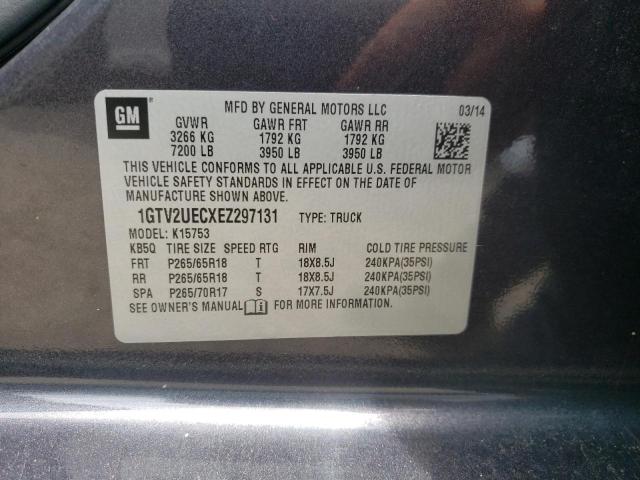 GM
MFD BY GENERAL MOTORS LLC 03/14
GVWR GAWR FRT GAWR RR
3266 KG 1792 KG 1792 KG
7200 LB 3950 LB 3950 LB
THIS VEHICLE CONFORMS TO ALL APPLICABLE U.S. FEDERAL MOTOR
VEHICLE SAFETY STANDARDS IN EFFECT ON THE DATE OF
MANUFACTURE SHOWN ABOVE.
1GTV2UECXEZ297131 TYPE: TRUCK
MODEL: K15753
KB5Q TIRE SIZE SPEED RTG RIM COLD TIRE PRESSURE
FRT P265/65R18 T 18X8.5J 240KPA(35PSI)
RR P265/65R18 T 18X8.5J 240KPA(35PSI)
SPA P265/70R17 S 17X7.5J 240KPA(35PSI)
SEE OWNER'S MANUAL FOR MORE INFORMATION.